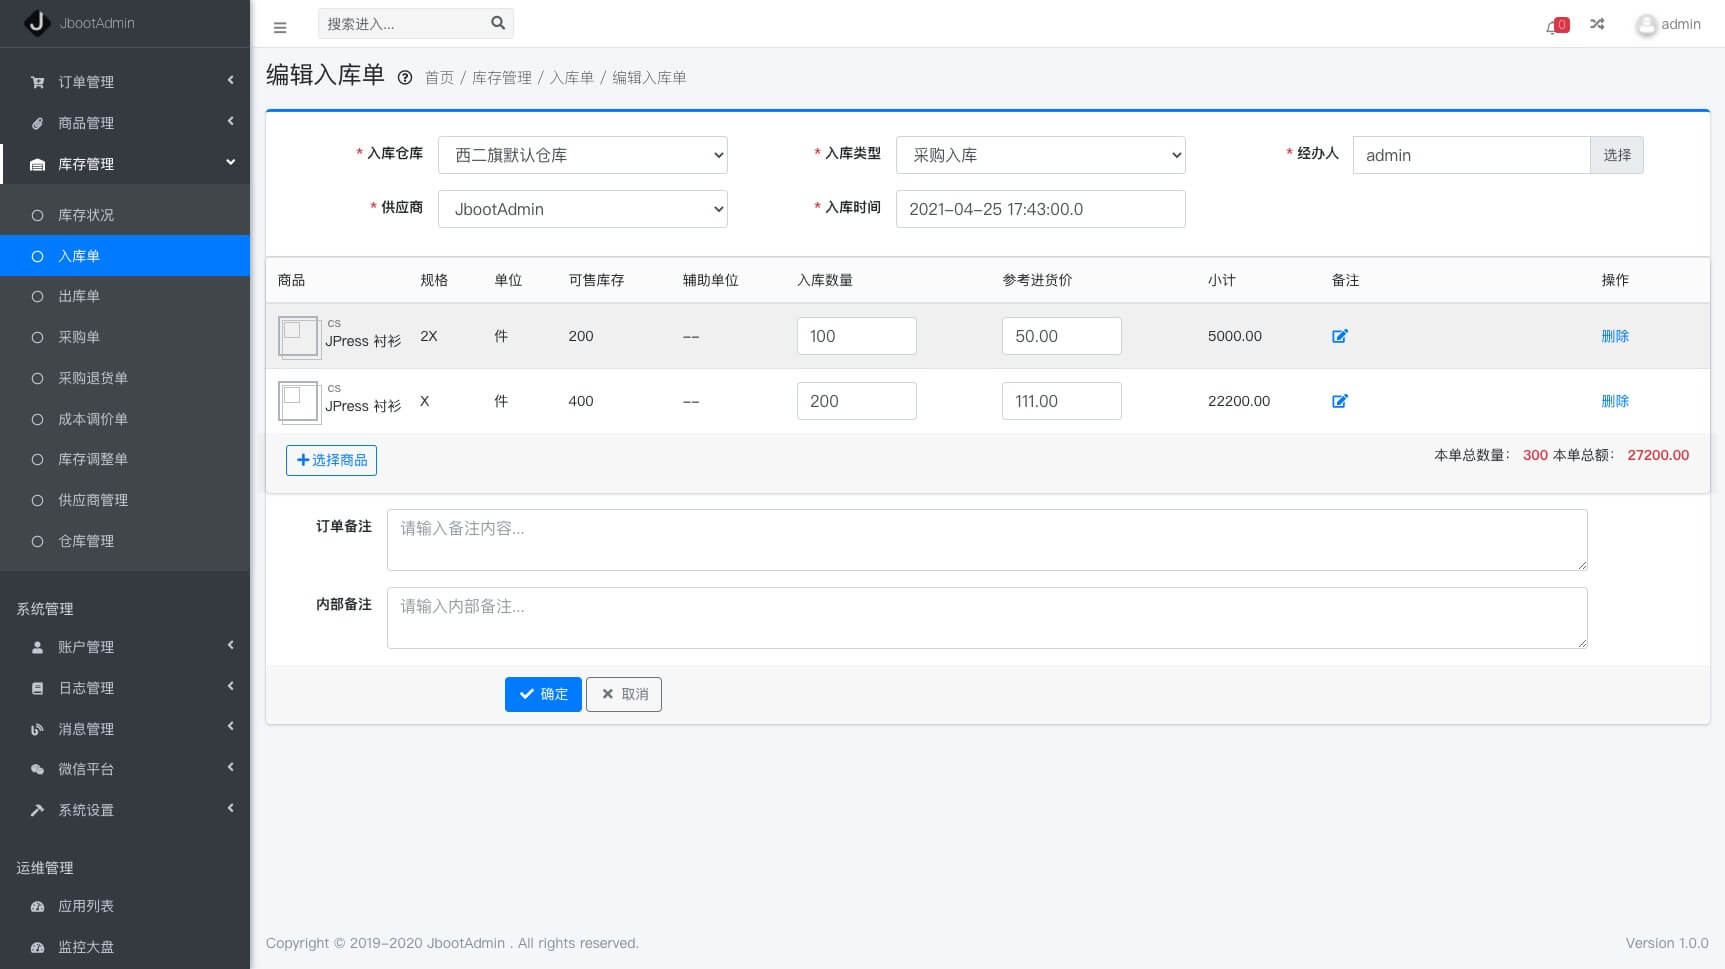 JbootAdmin
搜索进入...
0
admin
订单管理
商品管理
库存管理
库存状况
入库单
出库单
采购单
采购退货单
成本调价单
库存调整单
供应商管理
仓库管理
系统管理
账户管理
日志管理
消息管理
微信平台
系统设置
运维管理
应用列表
监控大盘
编辑入库单 首页 / 库存管理 / 入库单 / 编辑入库单
* 入库仓库 西二旗默认仓库 * 入库类型 采购入库 * 经办人 admin 选择
* 供应商 JbootAdmin * 入库时间 2021-04-25 17:43:00.0
商品 规格 单位 可售库存 辅助单位 入库数量 参考进货价 小计 备注 操作
cs
JPress 衬衫 2X 件 200 -- 100 50.00 5000.00 删除
cs
JPress 衬衫 X 件 400 -- 200 111.00 22200.00 删除
选择商品 本单总数量： 300 本单总额： 27200.00
订单备注 请输入备注内容...
内部备注 请输入内部备注...
确定 取消
Copyright © 2019-2020 JbootAdmin . All rights reserved. Version 1.0.0